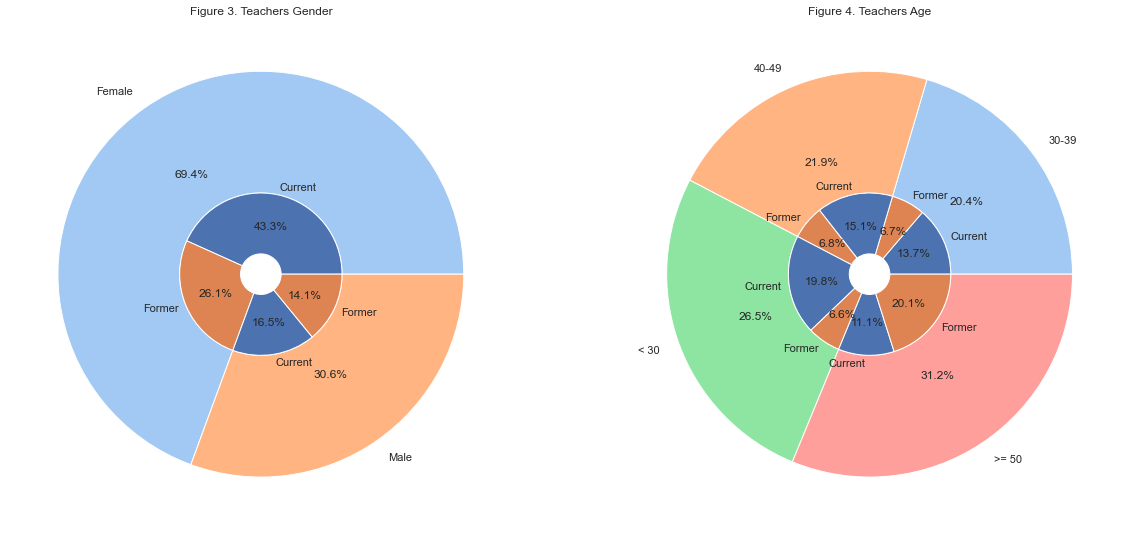 Figure 3. Teachers Gender
Female
69.4%
Current
43.3%
26.1%
Former
16.5%
14.1%
Former
Current
30.6%
Male
Figure 4. Teachers Age
40-49
30-39
21.9%
Current
Former
20.4%
Former
15.1%
6.7%
Current
6.8%
13.7%
19.8%
Current
26.5%
6.6%
11.1%
20.1%
Former
Former
Current
< 30
31.2%
>= 50